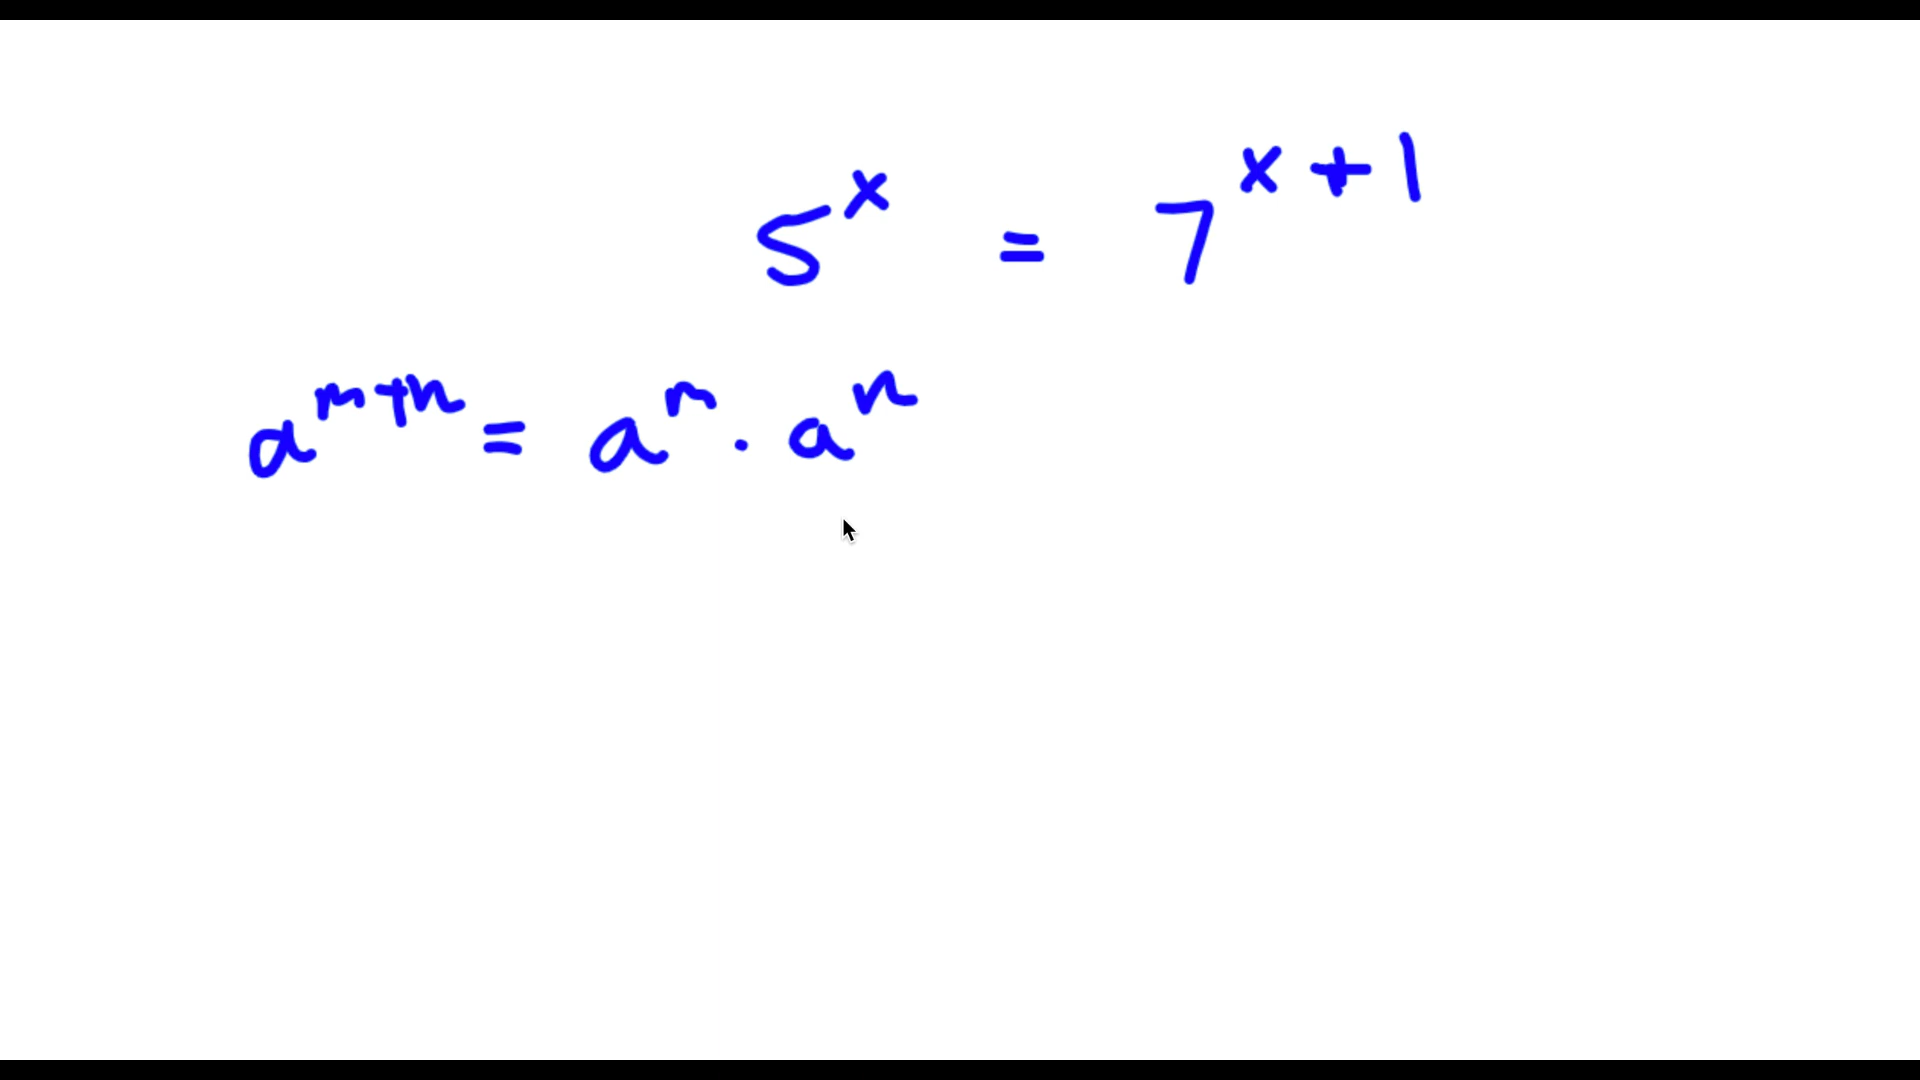 5^x = 7^{x+1}
a^{m+n} = a^m · a^n